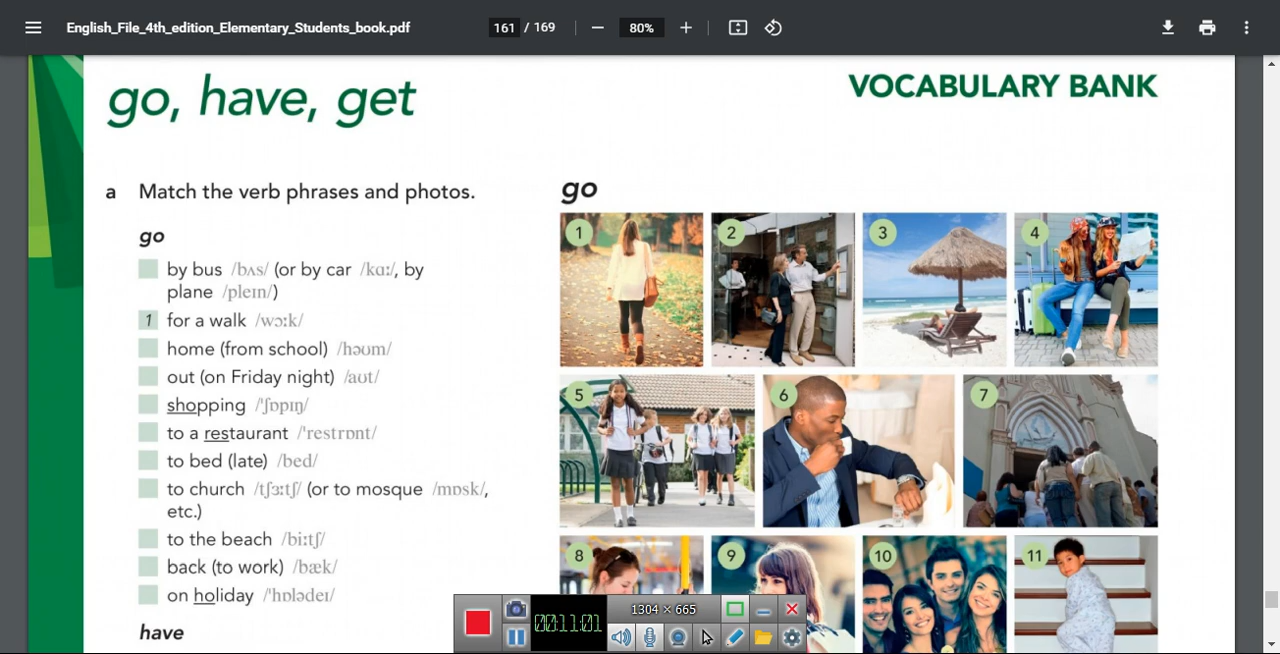 English_File_4th_edition_Elementary_Students_book.pdf
161 / 169
80%
go, have, get
VOCABULARY BANK
a Match the verb phrases and photos.
go
by bus /bʌs/ (or by car /kɑː/, by
plane /pleɪn/)
1 for a walk /wɔːk/
home (from school) /həʊm/
out (on Friday night) /aʊt/
shopping /ˈʃɒpɪŋ/
to a restaurant /ˈrestrɒnt/
to bed (late) /bed/
to church /tʃɜːtʃ/ (or to mosque /mɒsk/,
etc.)
to the beach /biːtʃ/
back (to work) /bæk/
on holiday /ˈhɒlədeɪ/
have
go
1
2
3
4
5
6
7
8
9
10
11
00:11:01
1304 × 665